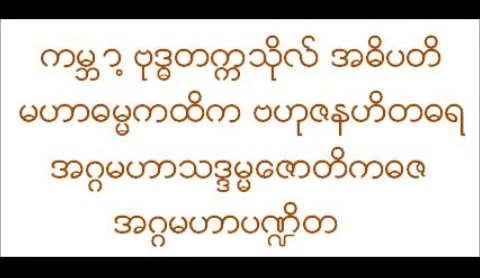 ကမ္ဘာ့ ဗုဒ္ဓတက္ကသိုလ် အဓိပတိ
မဟာဓမ္မကထိက ဗဟုဇနဟိတဓရ
အဂ္ဂမဟာသဒ္ဒမ္မဇောတိကဓဇ
အဂ္ဂမဟာပဏ္ဍိတ